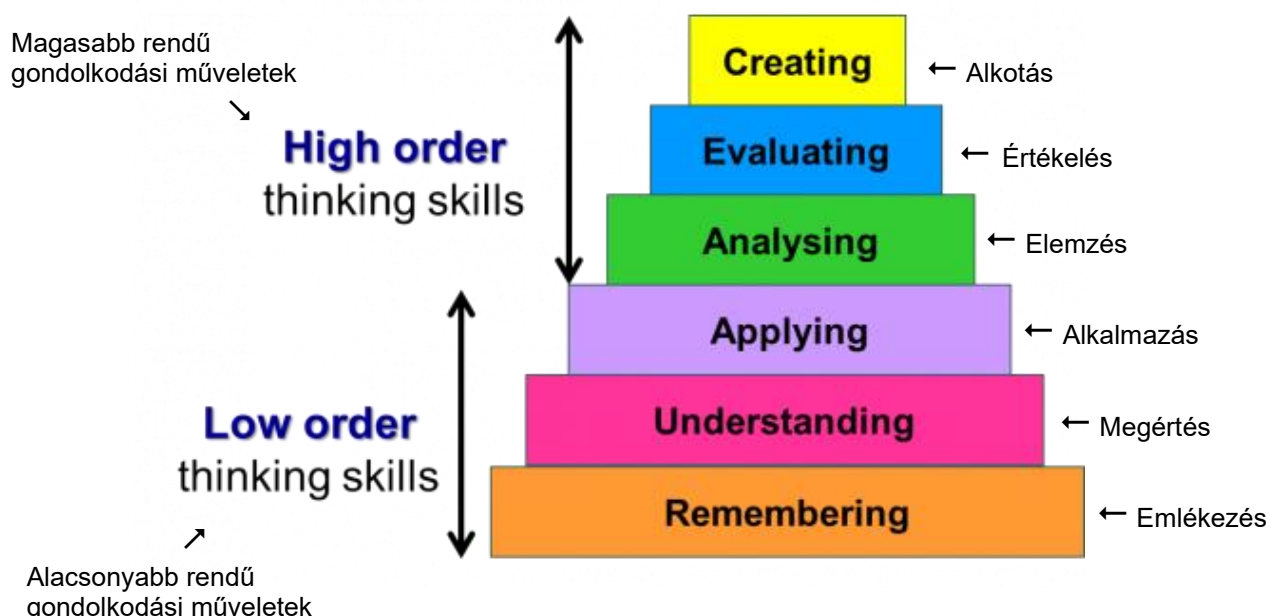 Magasabb rendű
gondolkodási műveletek
High order
thinking skills
Creating
← Alkotás
Evaluating
← Értékelés
Analysing
← Elemzés
Applying
← Alkalmazás
Low order
thinking skills
Understanding
← Megértés
Remembering
← Emlékezés
Alacsonyabb rendű
gondolkodási műveletek